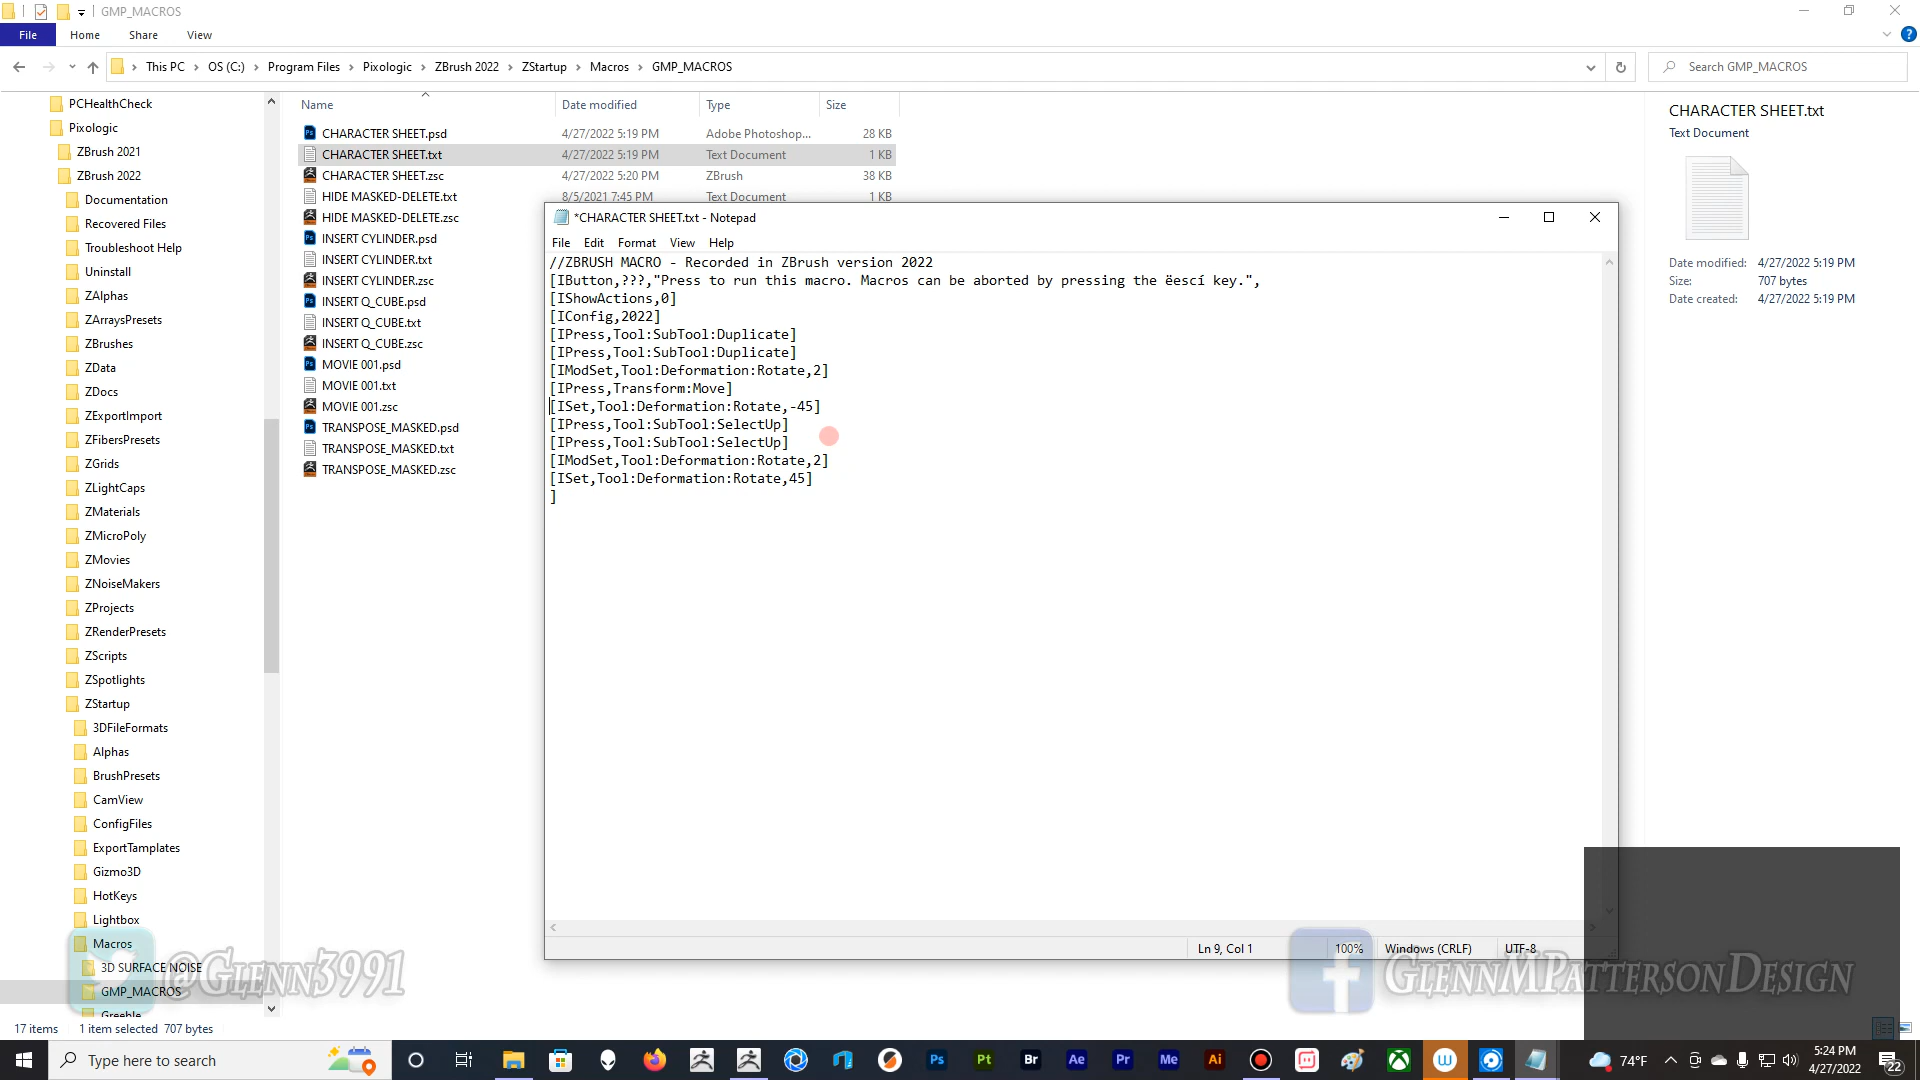 GMP_MACROS
File Home Share View
This PC OS (C:) Program Files Pixologic ZBrush 2022 ZStartup Macros GMP_MACROS
Search GMP_MACROS
PCHealthCheck
Pixologic
ZBrush 2021
ZBrush 2022
Documentation
Recovered Files
Troubleshoot Help
Uninstall
ZAlphas
ZArraysPresets
ZBrushes
ZData
ZDocs
ZExportImport
ZFibersPresets
ZGrids
ZLightCaps
ZMaterials
ZMicroPoly
ZMovies
ZNoiseMakers
ZProjects
ZRenderPresets
ZScripts
ZSpotlights
ZStartup
3DFileFormats
Alphas
BrushPresets
CamView
ConfigFiles
ExportTamplates
Gizmo3D
HotKeys
Lightbox
Macros
3D SURFACE NOISE
GMP_MACROS
Greeble
Name Date modified Type Size
CHARACTER SHEET.psd 4/27/2022 5:19 PM Adobe Photoshop... 28 KB
CHARACTER SHEET.txt 4/27/2022 5:19 PM Text Document 1 KB
CHARACTER SHEET.zsc 4/27/2022 5:20 PM ZBrush 38 KB
HIDE MASKED-DELETE.txt 8/5/2021 7:45 PM Text Document 1 KB
HIDE MASKED-DELETE.zsc
INSERT CYLINDER.psd
INSERT CYLINDER.txt
INSERT CYLINDER.zsc
INSERT Q_CUBE.psd
INSERT Q_CUBE.txt
INSERT Q_CUBE.zsc
MOVIE 001.psd
MOVIE 001.txt
MOVIE 001.zsc
TRANSPOSE_MASKED.psd
TRANSPOSE_MASKED.txt
TRANSPOSE_MASKED.zsc
*CHARACTER SHEET.txt - Notepad
File Edit Format View Help
//ZBRUSH MACRO - Recorded in ZBrush version 2022
[IButton,???,"Press to run this macro. Macros can be aborted by pressing the ëescí key.",
[IShowActions,0]
[IConfig,2022]
[IPress,Tool:SubTool:Duplicate]
[IPress,Tool:SubTool:Duplicate]
[IModSet,Tool:Deformation:Rotate,2]
[IPress,Transform:Move]
[ISet,Tool:Deformation:Rotate,-45]
[IPress,Tool:SubTool:SelectUp]
[IPress,Tool:SubTool:SelectUp]
[IModSet,Tool:Deformation:Rotate,2]
[ISet,Tool:Deformation:Rotate,45]
]
Ln 9, Col 1 100% Windows (CRLF) UTF-8
CHARACTER SHEET.txt
Text Document
Date modified: 4/27/2022 5:19 PM
Size: 707 bytes
Date created: 4/27/2022 5:19 PM
@Glenn3991
GlennMPattersonDesign
17 items 1 item selected 707 bytes
Type here to search
Ps Pt Br Ae Pr Me Ai
74°F
5:24 PM
4/27/2022
22